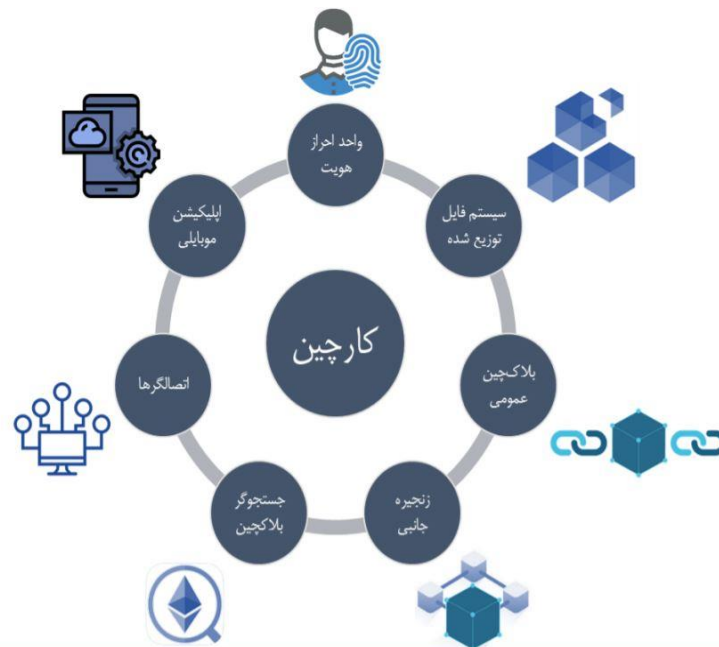 واحد احراز
هویت
سیستم فایل
توزیع شده
بلاک‌چین
عمومی
زنجیره
جانبی
جستجوگر
بلاکچین
اتصالگرها
اپلیکیشن
موبایلی
کارچین